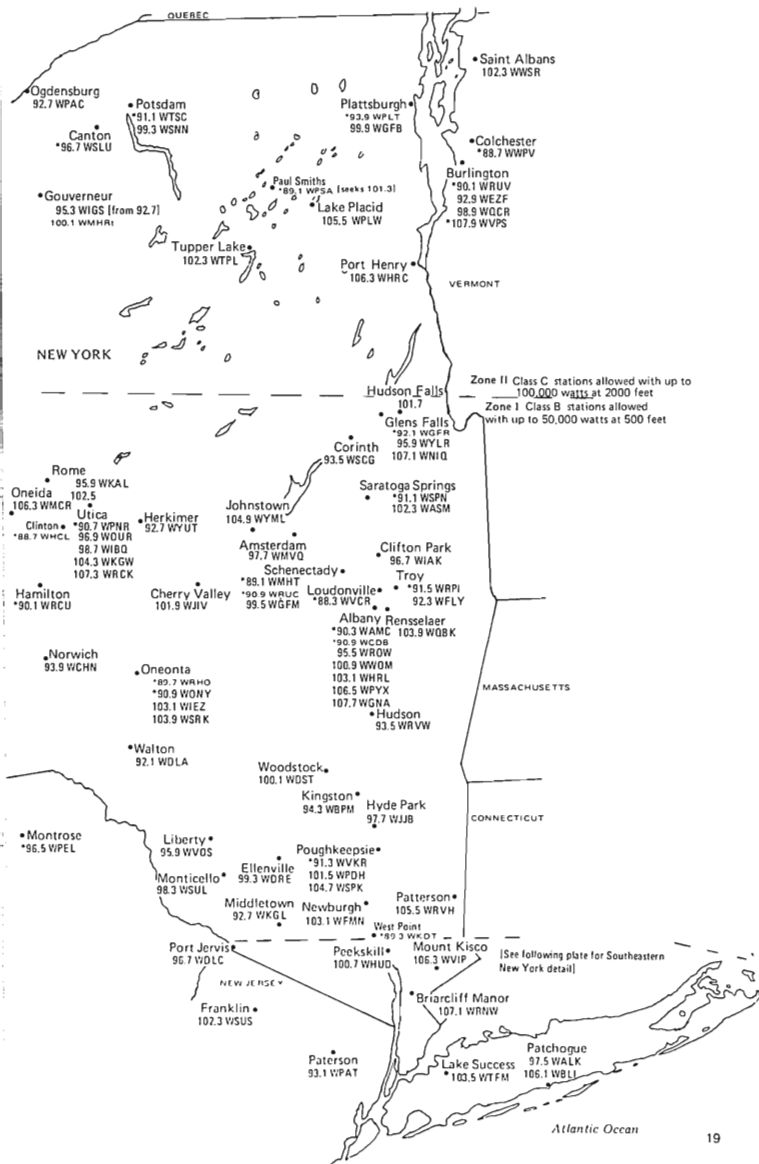 QUEBEC
Saint Albans
102.3 WWSR
Ogdensburg
92.7 WPAC
Potsdam
*91.1 WTSC
99.3 WSNN
Plattsburgh
*93.9 WPLT
99.9 WGFB
Canton
*96.7 WSLU
Colchester
*88.7 WWPV
Burlington
*90.1 WRUV
92.9 WEZF
98.9 WQCR
*107.9 WVPS
Paul Smiths
*89.1 WPSA [seeks 101.3]
Gouverneur
95.3 WIGS [from 92.7]
100.1 WMHRt
Lake Placid
105.5 WPLW
Tupper Lake
102.3 WTPL
Port Henry
106.3 WHRC
VERMONT
NEW YORK
Zone II Class C stations allowed with up to
100,000 watts at 2000 feet
Zone I Class B stations allowed
with up to 50,000 watts at 500 feet
Hudson Falls
101.7
Glens Falls
*92.1 WGFR
95.9 WYLR
107.1 WNIQ
Corinth
93.5 WSCG
Rome
95.9 WKAL
102.5
Oneida
106.3 WMCR
Saratoga Springs
*91.1 WSPN
102.3 WASM
Utica
*90.7 WPNR
96.9 WOUR
98.7 WIBQ
104.3 WKGW
107.3 WRCK
Clinton
*88.7 WHCL
Herkimer
92.7 WYUT
Johnstown
104.9 WYML
Amsterdam
97.7 WMVQ
Clifton Park
96.7 WIAK
Schenectady
*89.1 WMHT
*90.9 WRUC
99.5 WGFM
Troy
*91.5 WRPI
92.3 WFLY
Hamilton
*90.1 WRCU
Cherry Valley
101.9 WJIV
Loudonville
*88.3 WVCR
Albany
*90.3 WAMC
*90.9 WCDB
95.5 WROW
100.9 WWOM
103.1 WHRL
106.5 WPYX
107.7 WGNA
Rensselaer
103.9 WQBK
Norwich
93.9 WCHN
Oneonta
*89.7 WRHO
*90.9 WONY
103.1 WIEZ
103.9 WSRK
MASSACHUSETTS
Hudson
93.5 WRVW
Walton
92.1 WDLA
Woodstock
100.1 WDST
Kingston
94.3 WBPM
Hyde Park
97.7 WJJB
CONNECTICUT
Montrose
*96.5 WPEL
Liberty
95.9 WVOS
Poughkeepsie
*91.3 WVKR
101.5 WPDH
104.7 WSPK
Ellenville
99.3 WDRE
Monticello
98.3 WSUL
Middletown
92.7 WKGL
Newburgh
103.1 WFMN
Patterson
105.5 WRVH
West Point
*89.3 WKDT
Port Jervis
96.7 WDLC
Peekskill
100.7 WHUD
Mount Kisco
106.3 WVIP
[See following plate for Southeastern
New York detail]
NEW JERSEY
Franklin
102.3 WSUS
Briarcliff Manor
107.1 WRNW
Paterson
93.1 WPAT
Lake Success
103.5 WTFM
Patchogue
97.5 WALK
106.1 WBLI
Atlantic Ocean
19